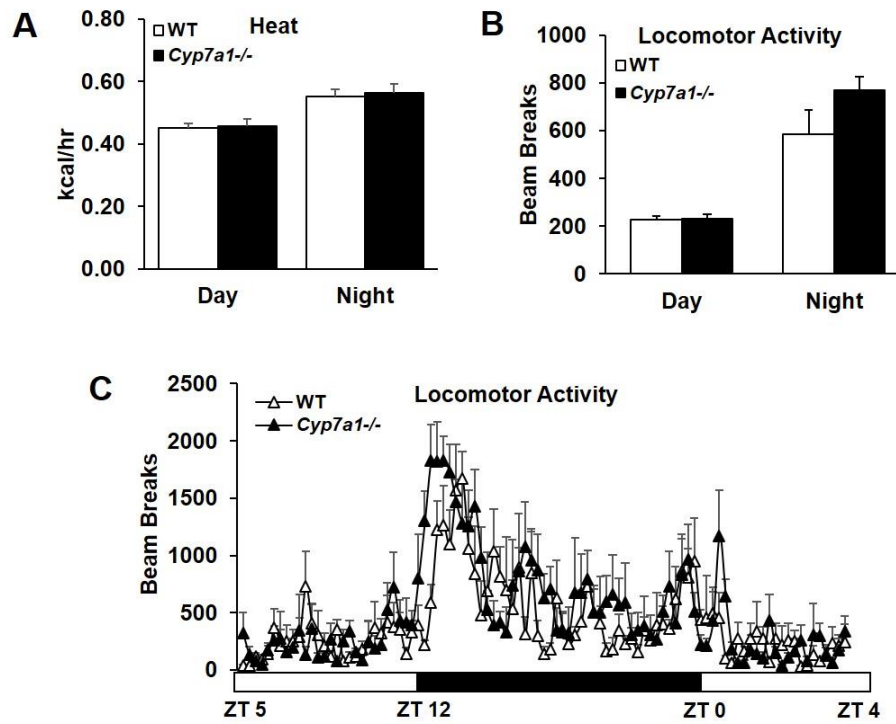 A
Heat
WT
Cyp7a1-/-
kcal/hr
0.80
0.60
0.40
0.20
0.00
Day
Night
B
Locomotor Activity
WT
Cyp7a1-/-
Beam Breaks
1000
800
600
400
200
0
Day
Night
C
Locomotor Activity
WT
Cyp7a1-/-
Beam Breaks
2500
2000
1500
1000
500
0
ZT 5
ZT 12
ZT 0
ZT 4